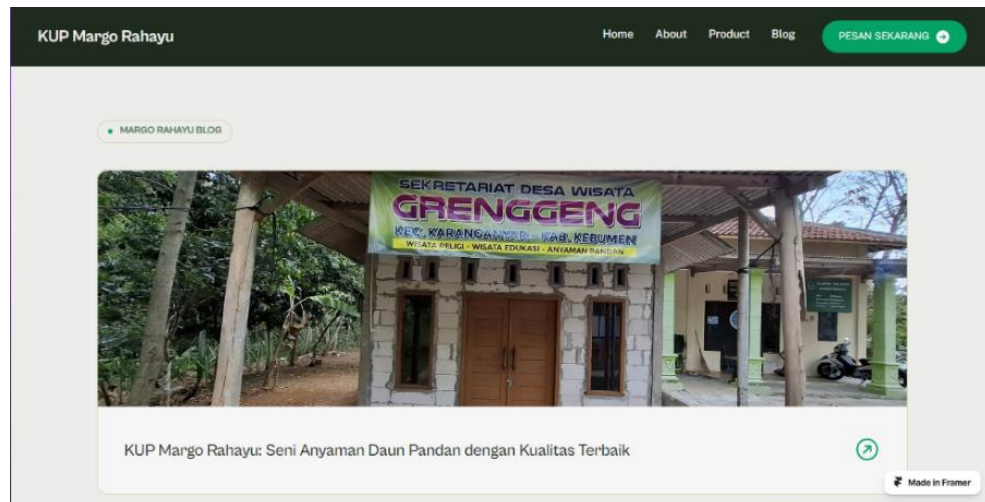 KUP Margo Rahayu
Home
About
Product
Blog
PESAN SEKARANG
MARGO RAHAYU BLOG
SEKRETARIAT DESA WISATA
GRENGGENG
KEC. KARANGANYAR - KAB. KEBUMEN
WISATA RELIGI - WISATA EDUKASI - ANYAMAN PANDAN
KUP Margo Rahayu: Seni Anyaman Daun Pandan dengan Kualitas Terbaik
Made in Framer